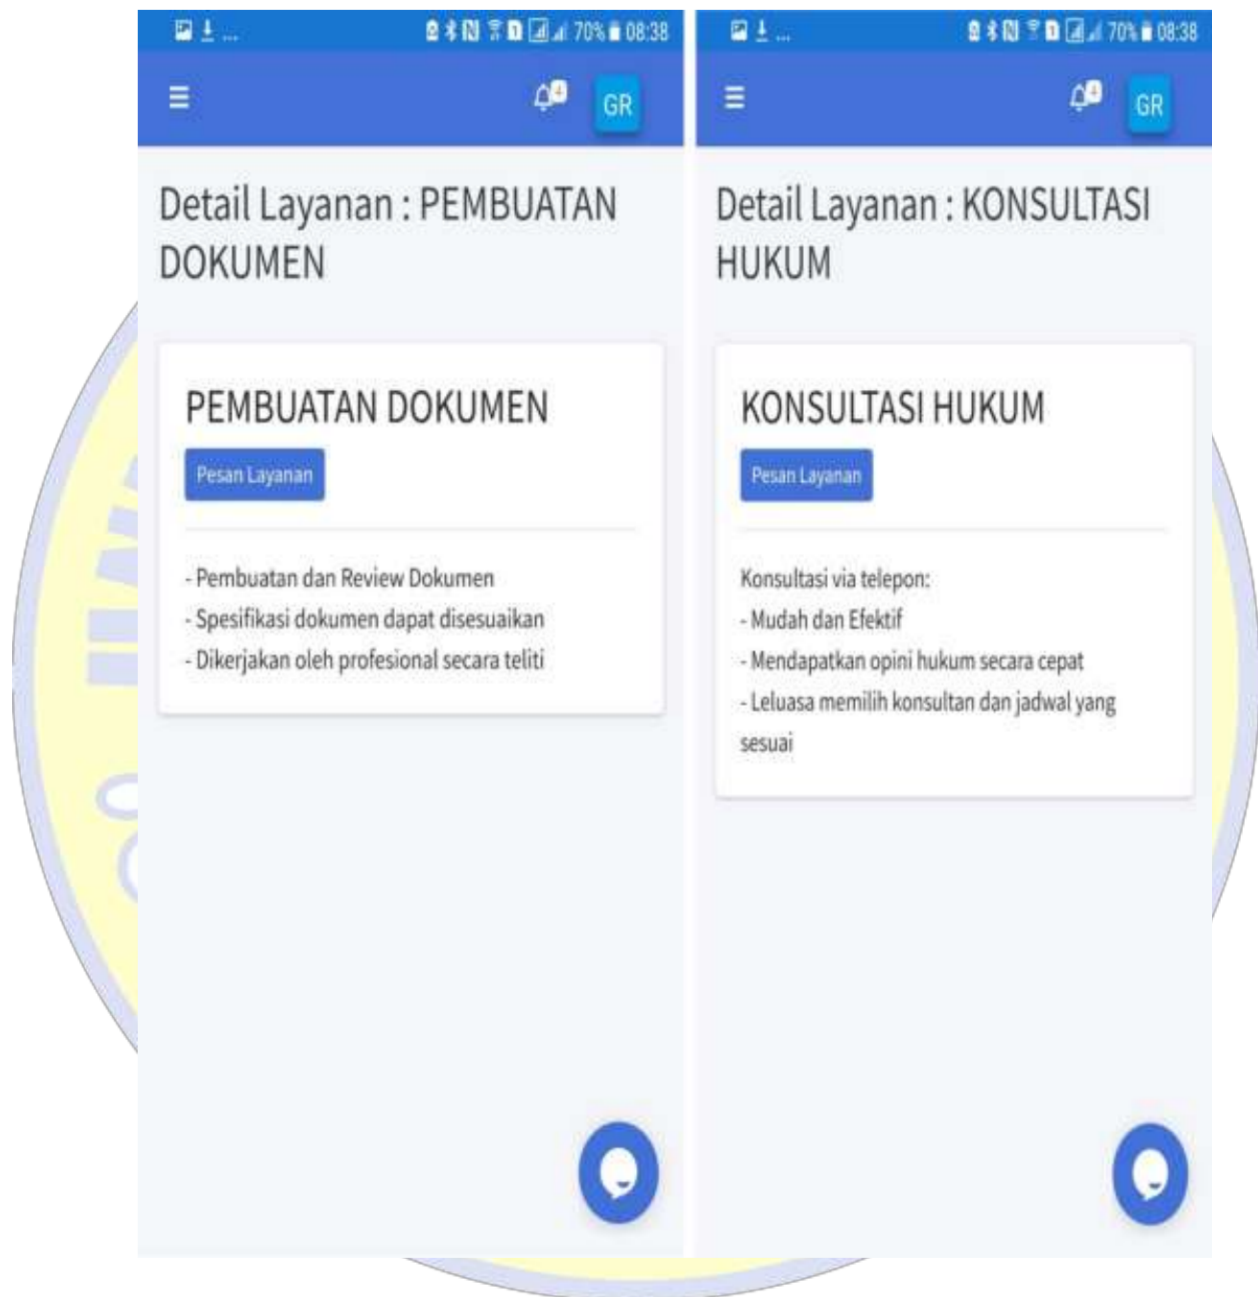 70% 08:38
4
GR
Detail Layanan : PEMBUATAN
DOKUMEN
PEMBUATAN DOKUMEN
Pesan Layanan
- Pembuatan dan Review Dokumen
- Spesifikasi dokumen dapat disesuaikan
- Dikerjakan oleh profesional secara teliti
70% 08:38
4
GR
Detail Layanan : KONSULTASI
HUKUM
KONSULTASI HUKUM
Pesan Layanan
Konsultasi via telepon:
- Mudah dan Efektif
- Mendapatkan opini hukum secara cepat
- Leluasa memilih konsultan dan jadwal yang
sesuai